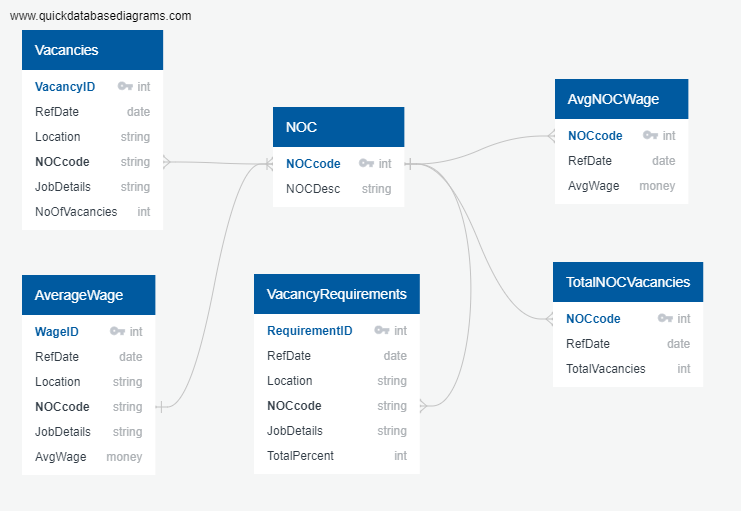 www.quickdatabasediagrams.com
Vacancies
VacancyID int
RefDate date
Location string
NOCcode string
JobDetails string
NoOfVacancies int
NOC
NOCcode int
NOCDesc string
AvgNOCWage
NOCcode int
RefDate date
AvgWage money
AverageWage
WageID int
RefDate date
Location string
NOCcode string
JobDetails string
AvgWage money
VacancyRequirements
RequirementID int
RefDate date
Location string
NOCcode string
JobDetails string
TotalPercent int
TotalNOCVacancies
NOCcode int
RefDate date
TotalVacancies int